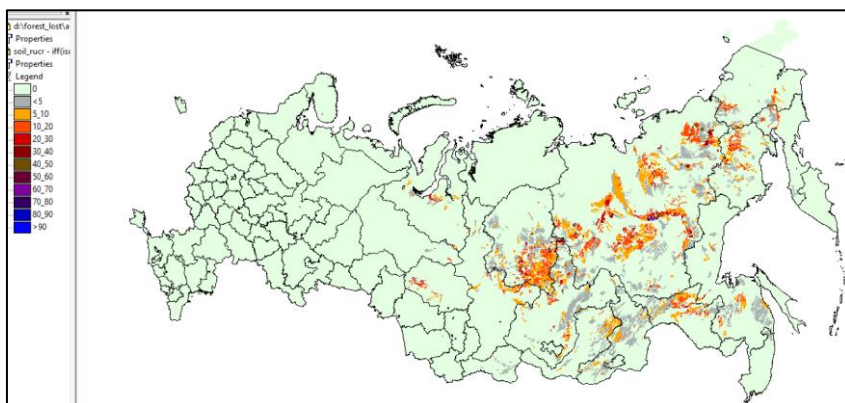 d:\forest_lost\a
Properties
soil_rucr - iff(is
Properties
Legend
0
<5
5_10
10_20
20_30
30_40
40_50
50_60
60_70
70_80
80_90
>90